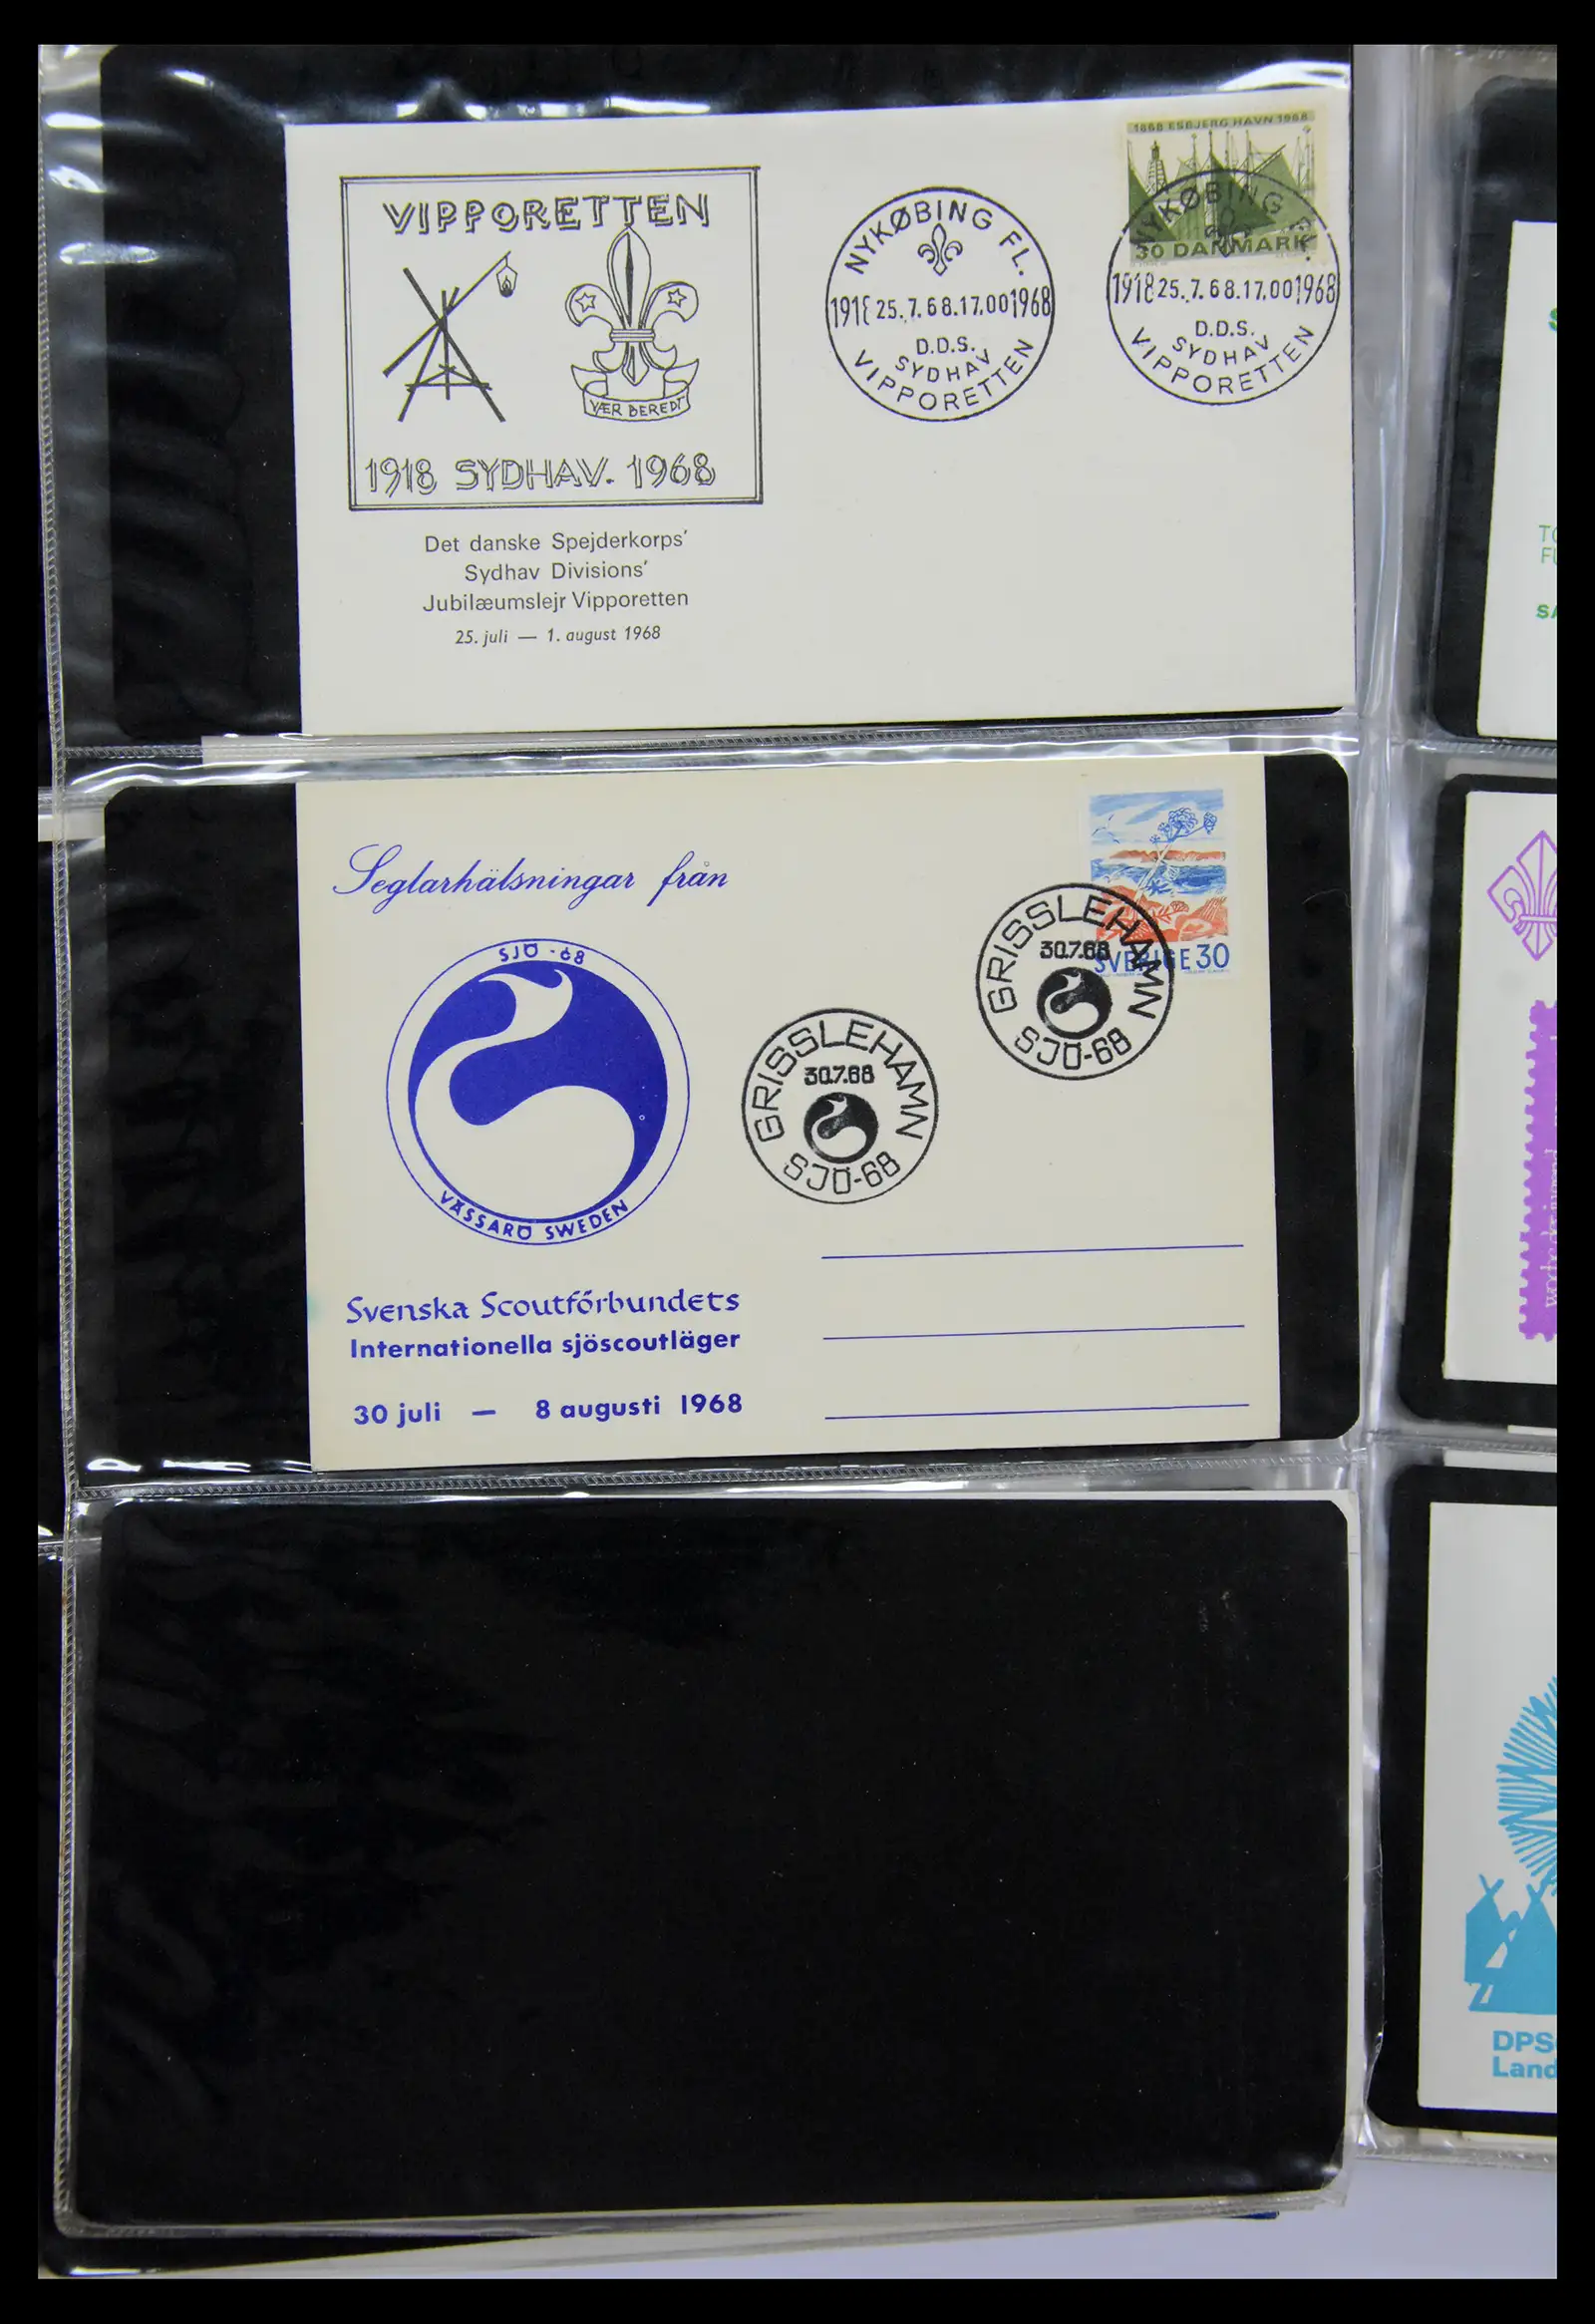 VIPPORETTEN
VÆR BEREDT
1918 SYDHAV. 1968
Det danske Spejderkorps'
Sydhav Divisions'
Jubilæumslejr Vipporetten
25. juli — 1. august 1968
NYKØBING FL.
1918 25.7.68.17.00 1968
D.D.S.
SYDHAV
VIPPORETTEN
1868 ESBJERG HAVN 1968
30 DANMARK
NYKØBING FL.
1918 25.7.68.17.00 1968
D.D.S.
SYDHAV
VIPPORETTEN
Seglarhälsningar från
SJÖ -68
VÄSSARÖ SWEDEN
Svenska Scoutförbundets
Internationella sjöscoutläger
30 juli — 8 augusti 1968
GRISSLEHAMN
30.7.68
SJÖ-68
SVERIGE 30
GRISSLEHAMN
30.7.68
SJÖ-68
DPS
Land